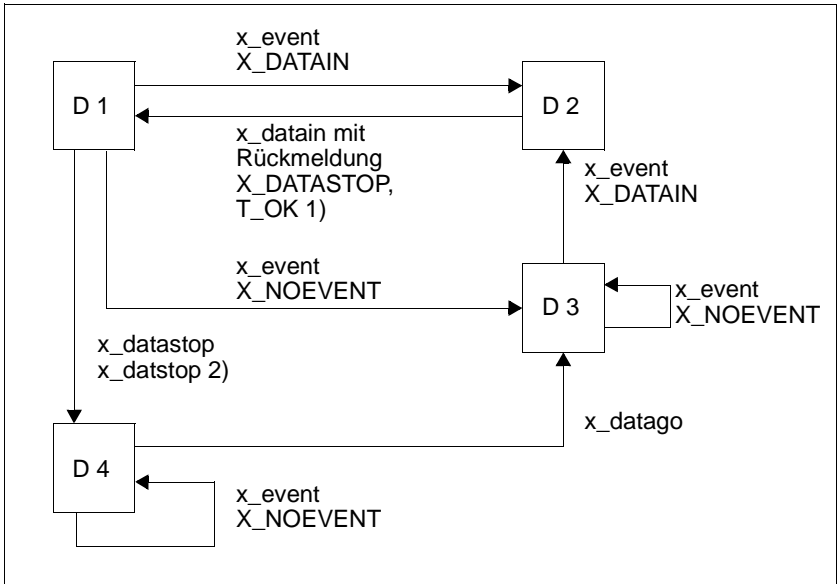 x_event
X_DATAIN
D 1
D 2
x_datain mit
Rückmeldung
X_DATASTOP,
T_OK 1)
x_event
X_DATAIN
x_event
X_NOEVENT
D 3
x_event
X_NOEVENT
x_datastop
x_datstop 2)
x_datago
D 4
x_event
X_NOEVENT